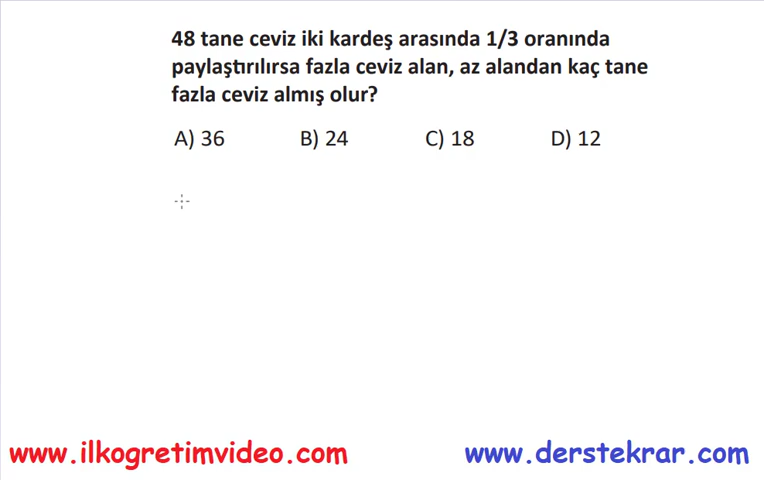 48 tane ceviz iki kardeş arasında 1/3 oranında
paylaştırılırsa fazla ceviz alan, az alandan kaç tane
fazla ceviz almış olur?
A) 36 B) 24 C) 18 D) 12
www.ilkogretimvideo.com www.derstekrar.com